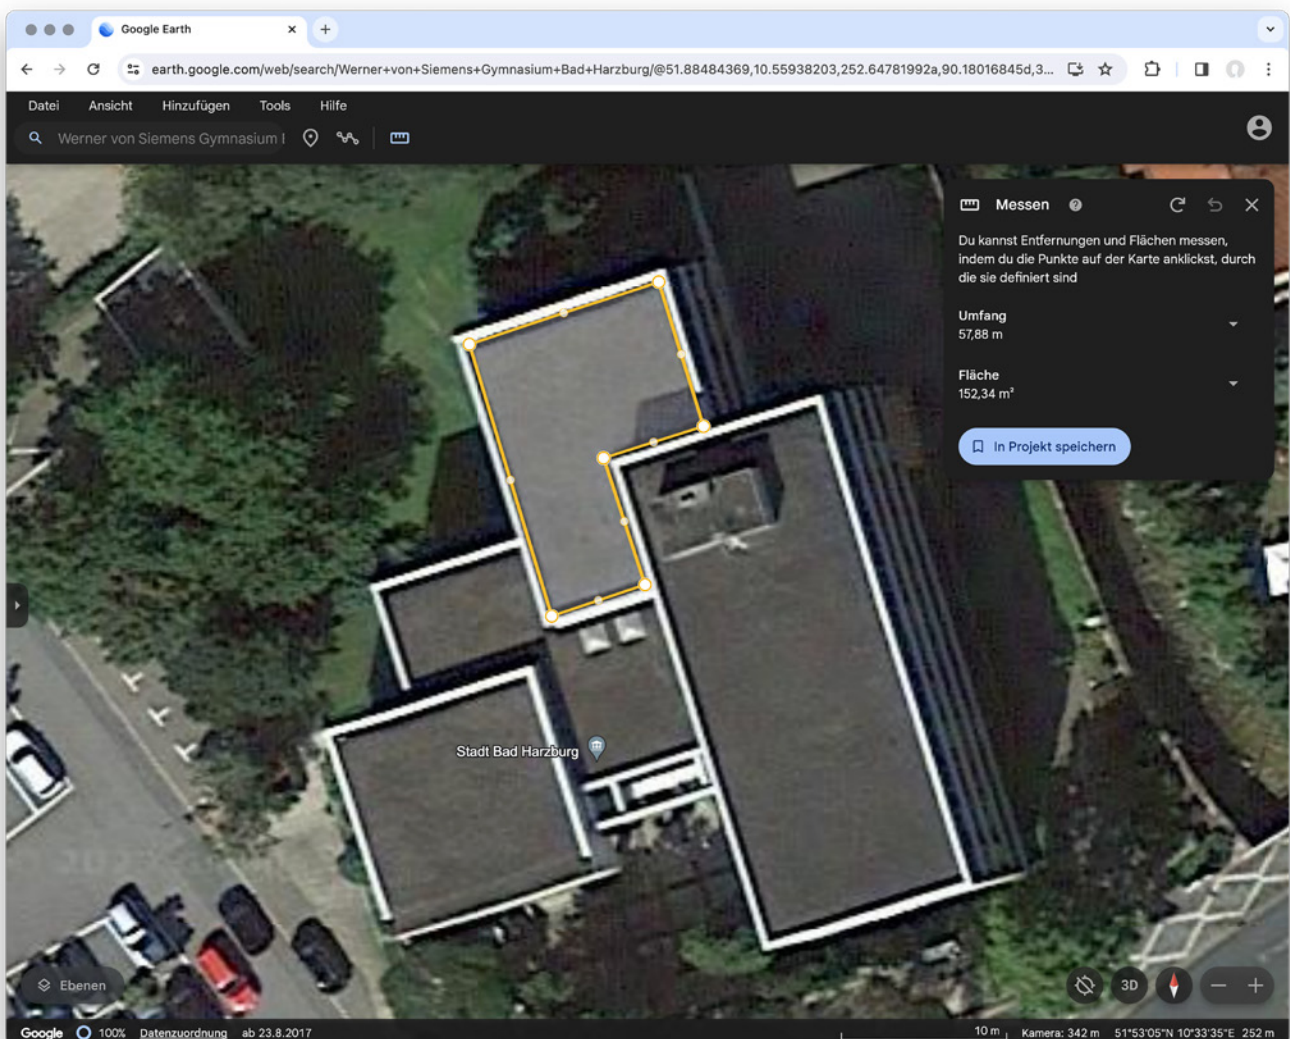 Google Earth
earth.google.com/web/search/Werner+von+Siemens+Gymnasium+Bad+Harzburg/@51.88484369,10.55938203,252.64781992a,90.18016845d,3...
Datei Ansicht Hinzufügen Tools Hilfe
Werner von Siemens Gymnasium
Messen
Du kannst Entfernungen und Flächen messen,
indem du die Punkte auf der Karte anklickst, durch
die sie definiert sind
Umfang
57,88 m
Fläche
152,34 m²
In Projekt speichern
Stadt Bad Harzburg
Ebenen
3D
Google 100% Datenzuordnung ab 23.8.2017 10 m Kamera: 342 m 51°53'05"N 10°33'35"E 252 m